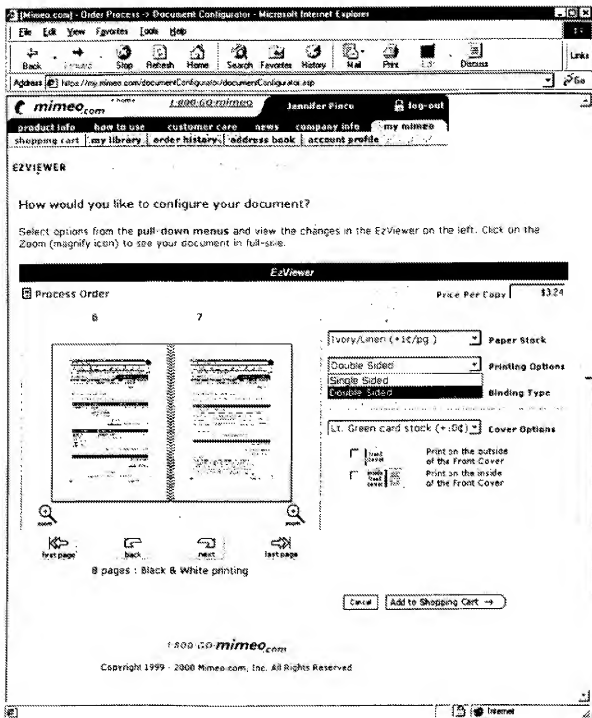 [Mimeo.com] - Order Process -> Document Configurator - Microsoft Internet Explorer
File Edit View Favorites Tools Help
Back Forward Stop Refresh Home Search Favorites History Mail Print Edit Discuss Links
Address https://my.mimeo.com/documentConfigurator/documentConfigurator.asp Go
mimeo.com home 1-800-GO-mimeo Jennifer Pinco log-out
product info how to use customer care news company info my mimeo
shopping cart my library order history address book account profile
EZVIEWER
How would you like to configure your document?
Select options from the pull-down menus and view the changes in the EzViewer on the left. Click on the
Zoom (magnify icon) to see your document in full-size.
EzViewer
Process Order Price Per Copy $3.24
6 7
Ivory/Linen (+1¢/pg ) Paper Stock
Double Sided Printing Options
Single Sided
Double Sided Binding Type
Lt. Green card stock (+10¢) Cover Options
front cover Print on the outside
of the Front Cover
inside front cover Print on the inside
of the Front Cover
zoom zoom
first page back next last page
8 pages : Black & White printing
Cancel Add to Shopping Cart →
1-800-GO-mimeo.com
Copyright 1999 - 2000 Mimeo.com, Inc. All Rights Reserved
Internet